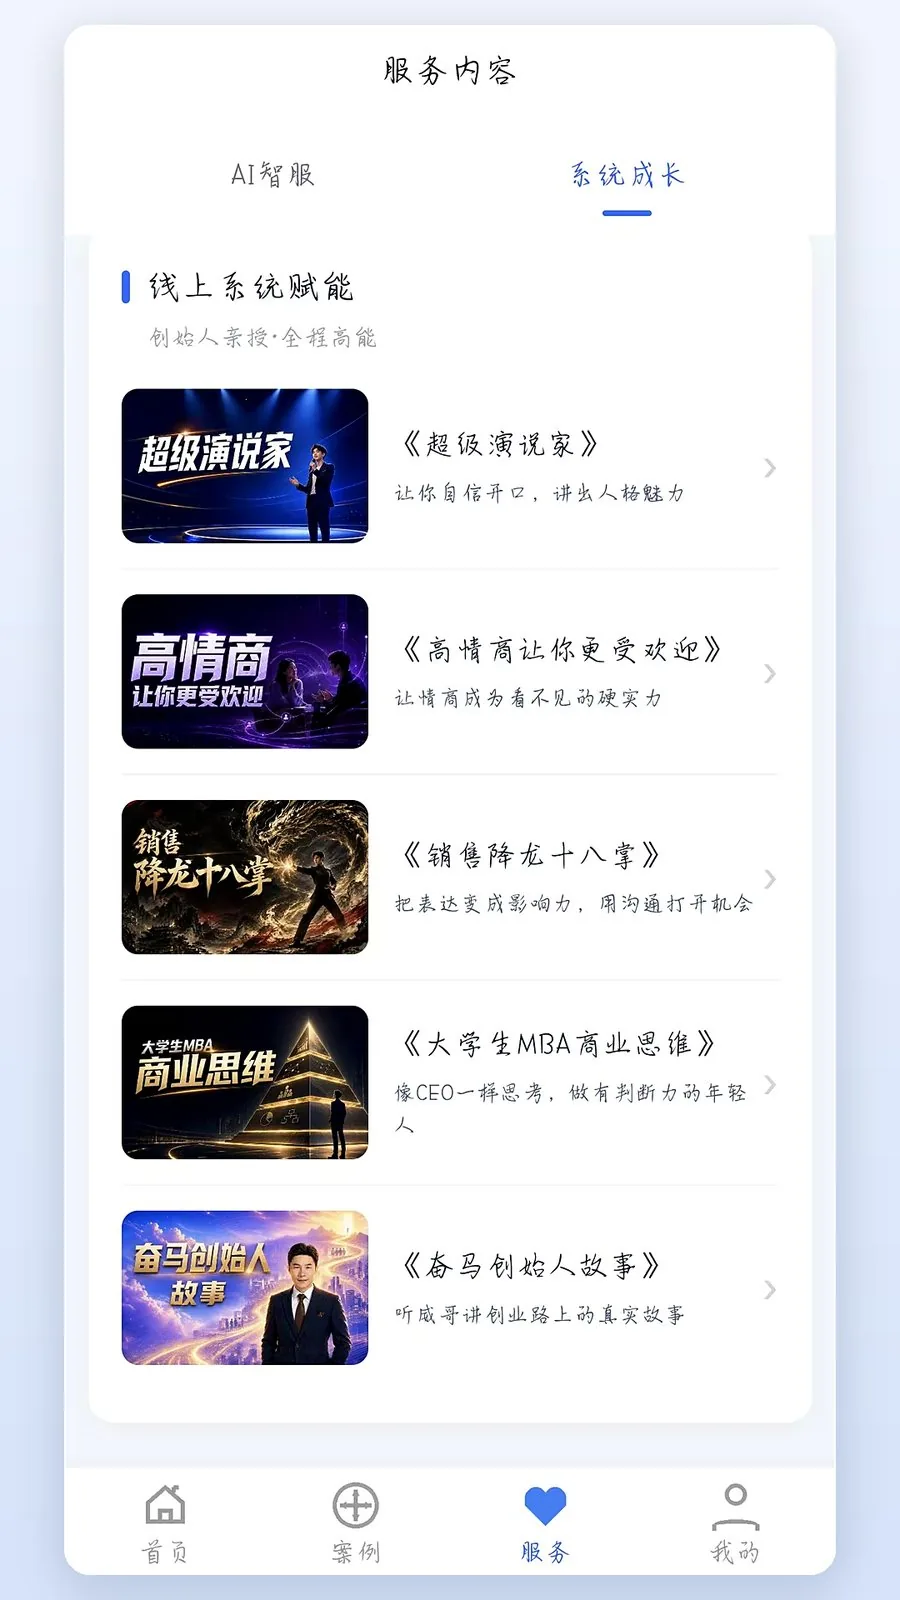 服务内容
AI智服
系统成长
线上系统赋能
创始人亲授·全程高能
超级演说家
《超级演说家》
让你自信开口，讲出人格魅力
高情商
让你更受欢迎
《高情商让你更受欢迎》
让情商成为看不见的硬实力
销售
降龙十八掌
《销售降龙十八掌》
把表达变成影响力，用沟通打开机会
大学生MBA
商业思维
《大学生MBA商业思维》
像CEO一样思考，做有判断力的年轻
人
奋马创始人
故事
《奋马创始人故事》
听威哥讲创业路上的真实故事
首页
案例
服务
我的